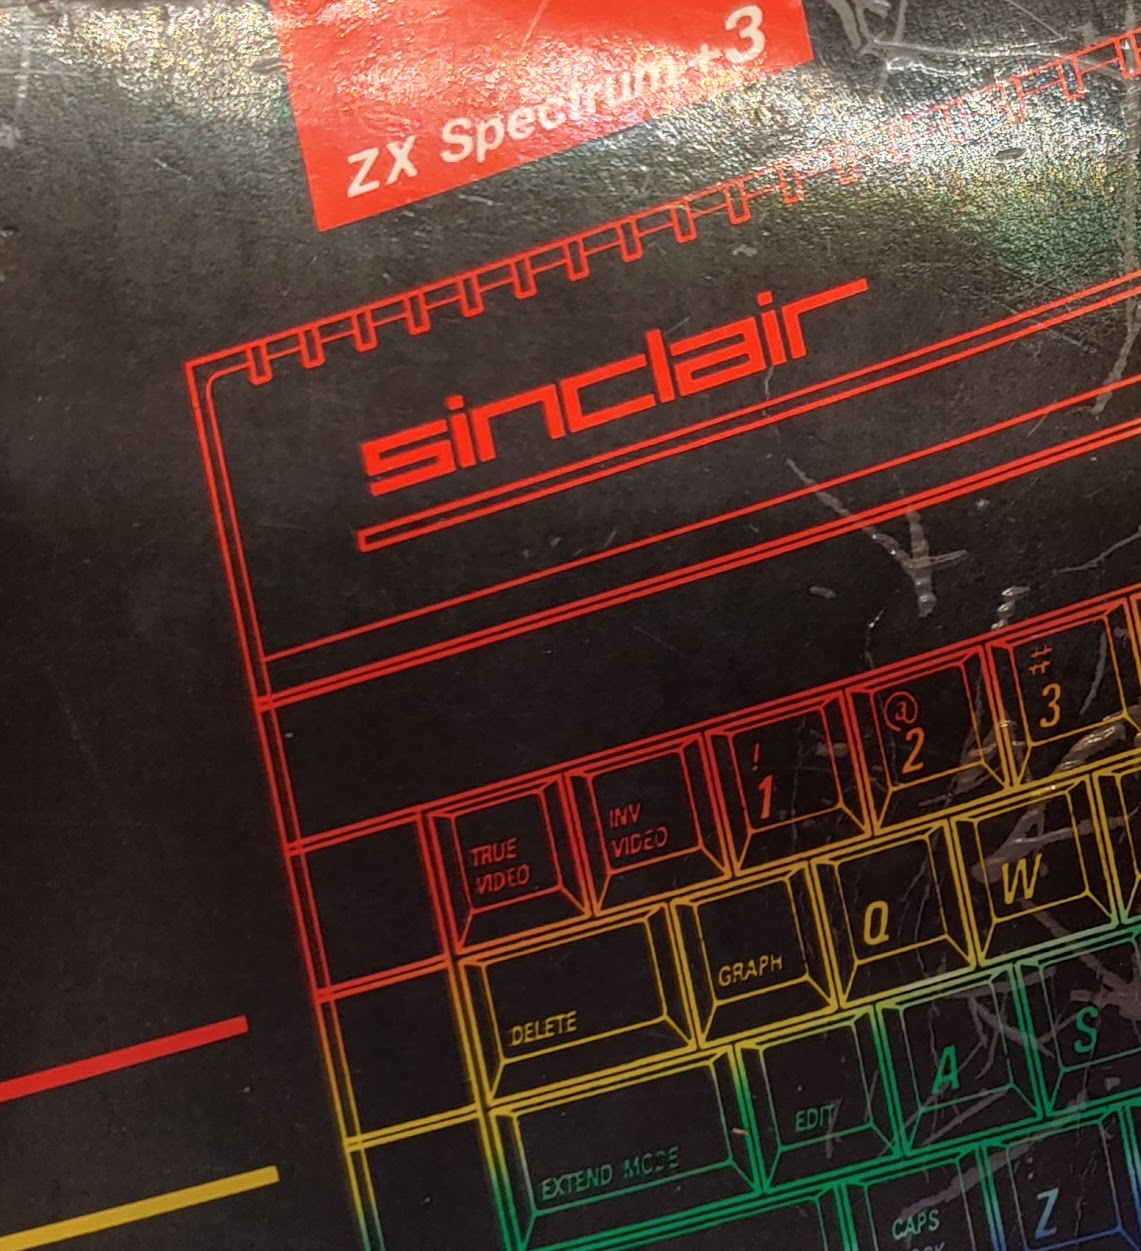 ZX Spectrum+3
sinclair
TRUE VIDEO
INV VIDEO
! 1
@ 2
# 3
DELETE
GRAPH
Q
W
EXTEND MODE
EDIT
A
S
CAPS
: Z